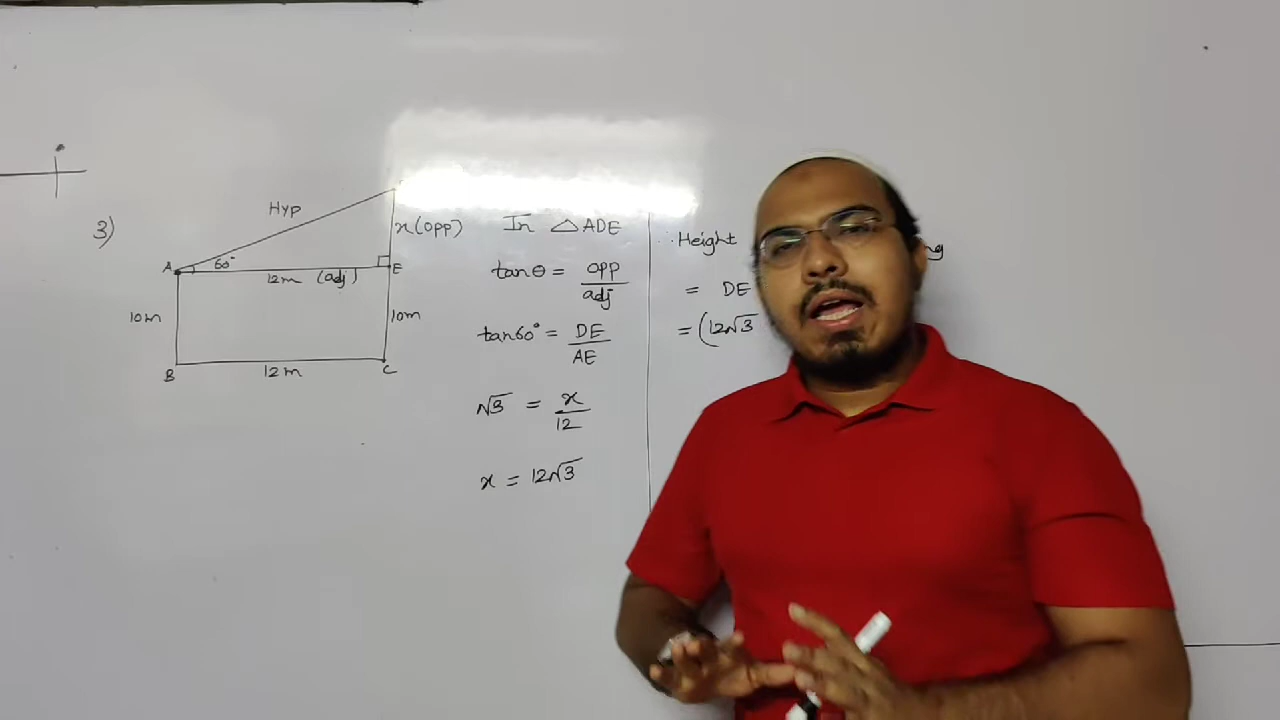 3)
Hyp
x (opp)
A 60° E
12m (adj)
10m 10m
B 12m C
In △ADE
tanθ = opp/adj
tan60° = DE/AE
√3 = x/12
x = 12√3
∴ Height
= DE
= (12√3